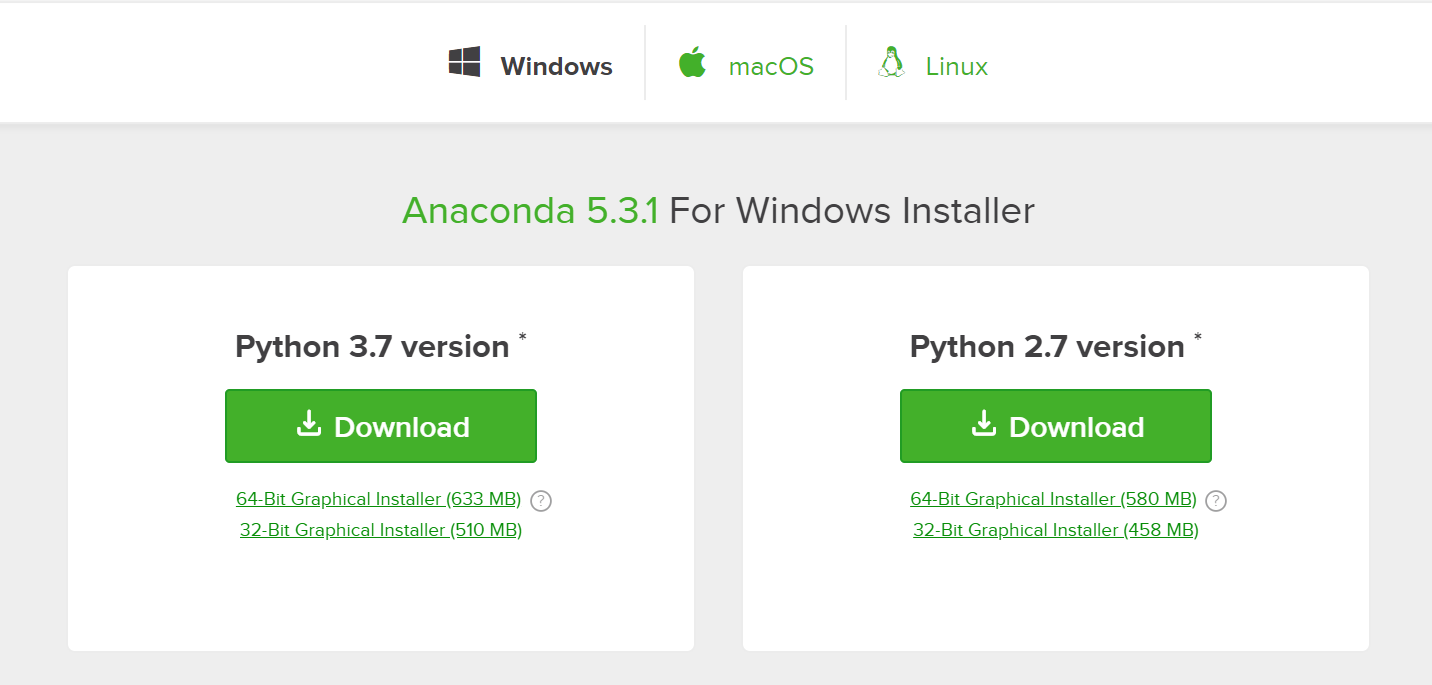 Windows
macOS
Linux
Anaconda 5.3.1 For Windows Installer
Python 3.7 version *
Download
64-Bit Graphical Installer (633 MB) ?
32-Bit Graphical Installer (510 MB)
Python 2.7 version *
Download
64-Bit Graphical Installer (580 MB) ?
32-Bit Graphical Installer (458 MB)